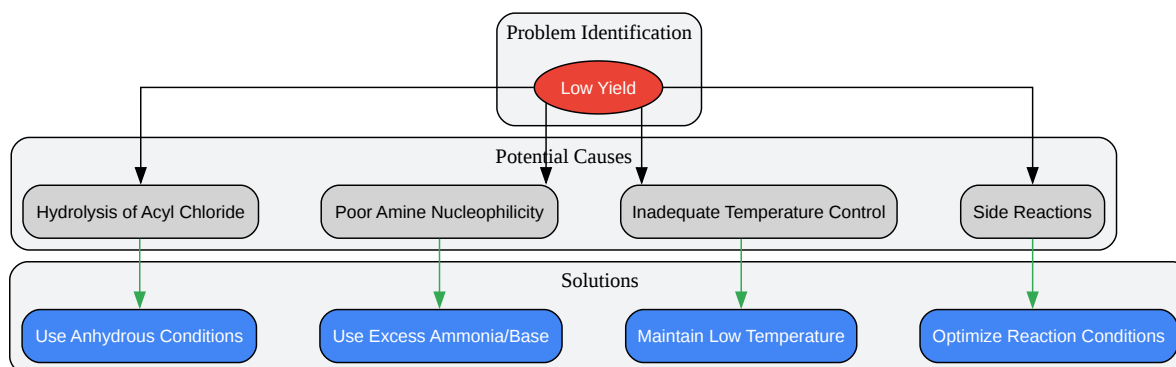 Problem Identification
Low Yield
Potential Causes
Hydrolysis of Acyl Chloride
Poor Amine Nucleophilicity
Inadequate Temperature Control
Side Reactions
Solutions
Use Anhydrous Conditions
Use Excess Ammonia/Base
Maintain Low Temperature
Optimize Reaction Conditions